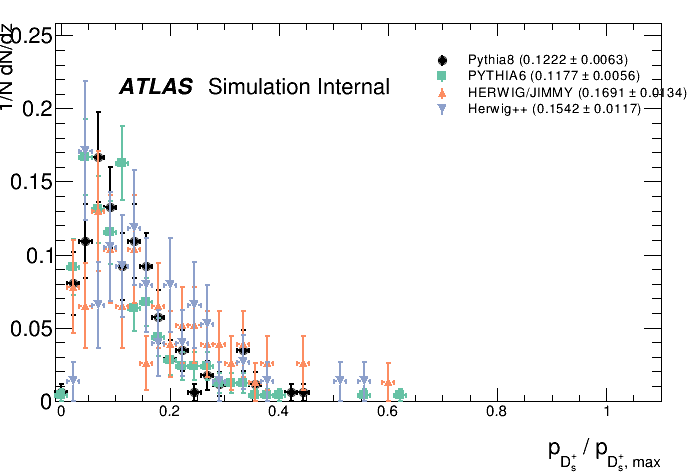 1/N dN/dz
0.25
0.2
0.15
0.1
0.05
0
ATLAS Simulation Internal
Pythia8 (0.1222 ± 0.0063)
PYTHIA6 (0.1177 ± 0.0056)
HERWIG/JIMMY (0.1691 ± 0.0134)
Herwig++ (0.1542 ± 0.0117)
0 0.2 0.4 0.6 0.8 1
p_{D_s^+} / p_{D_s^+, max}